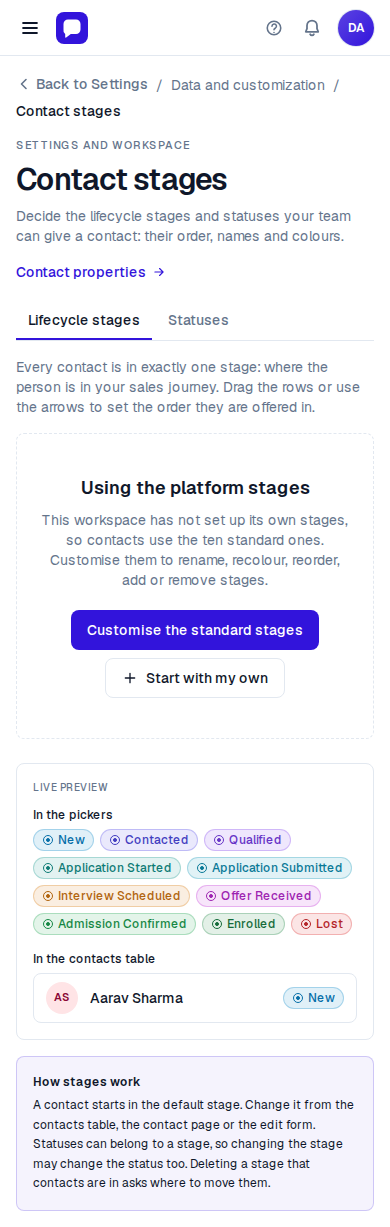 DA
Back to Settings / Data and customization /
Contact stages
SETTINGS AND WORKSPACE
Contact stages
Decide the lifecycle stages and statuses your team
can give a contact: their order, names and colours.
Contact properties →
Lifecycle stages Statuses
Every contact is in exactly one stage: where the
person is in your sales journey. Drag the rows or use
the arrows to set the order they are offered in.
Using the platform stages
This workspace has not set up its own stages,
so contacts use the ten standard ones.
Customise them to rename, recolour, reorder,
add or remove stages.
Customise the standard stages
+ Start with my own
LIVE PREVIEW
In the pickers
New Contacted Qualified
Application Started Application Submitted
Interview Scheduled Offer Received
Admission Confirmed Enrolled Lost
In the contacts table
AS Aarav Sharma New
How stages work
A contact starts in the default stage. Change it from the
contacts table, the contact page or the edit form.
Statuses can belong to a stage, so changing the stage
may change the status too. Deleting a stage that
contacts are in asks where to move them.